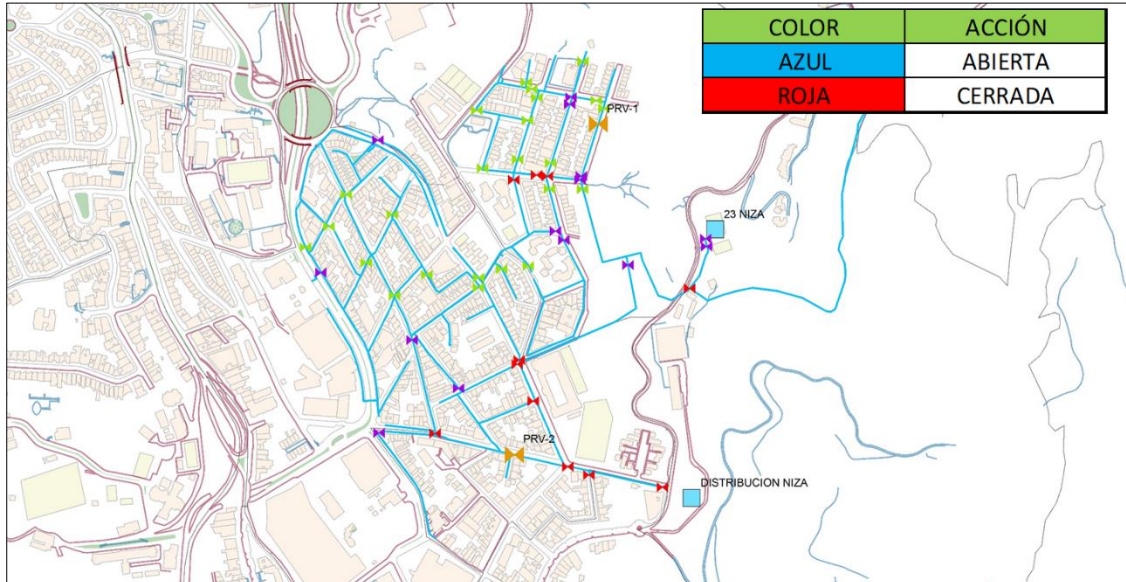 COLOR ACCIÓN
AZUL ABIERTA
ROJA CERRADA
PRV-1
23 NIZA
PRV-2
DISTRIBUCION NIZA